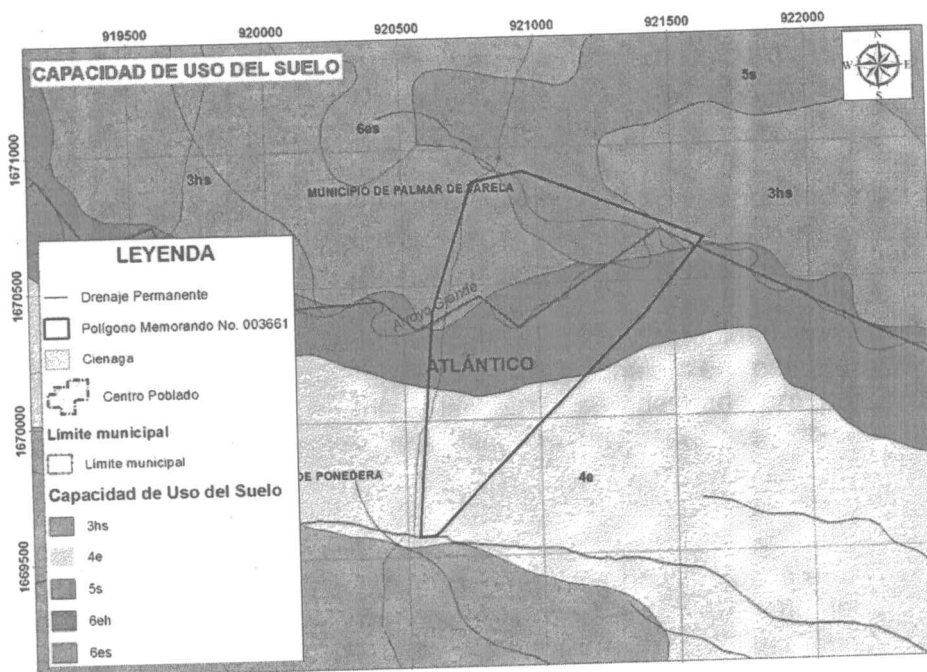 919500
920000
920500
921000
921500
922000
CAPACIDAD DE USO DEL SUELO
N
W
E
S
5s
6es
3hs
MUNICIPIO DE PALMAR DE VARELA
3hs
1671000
1670500
1670000
1669500
LEYENDA
Drenaje Permanente
Polígono Memorando No. 003661
Cienaga
Centro Poblado
Límite municipal
Límite municipal
Capacidad de Uso del Suelo
3hs
4e
5s
6eh
6es
Arroyo Grande
ATLÁNTICO
DE PONEDERA
4e